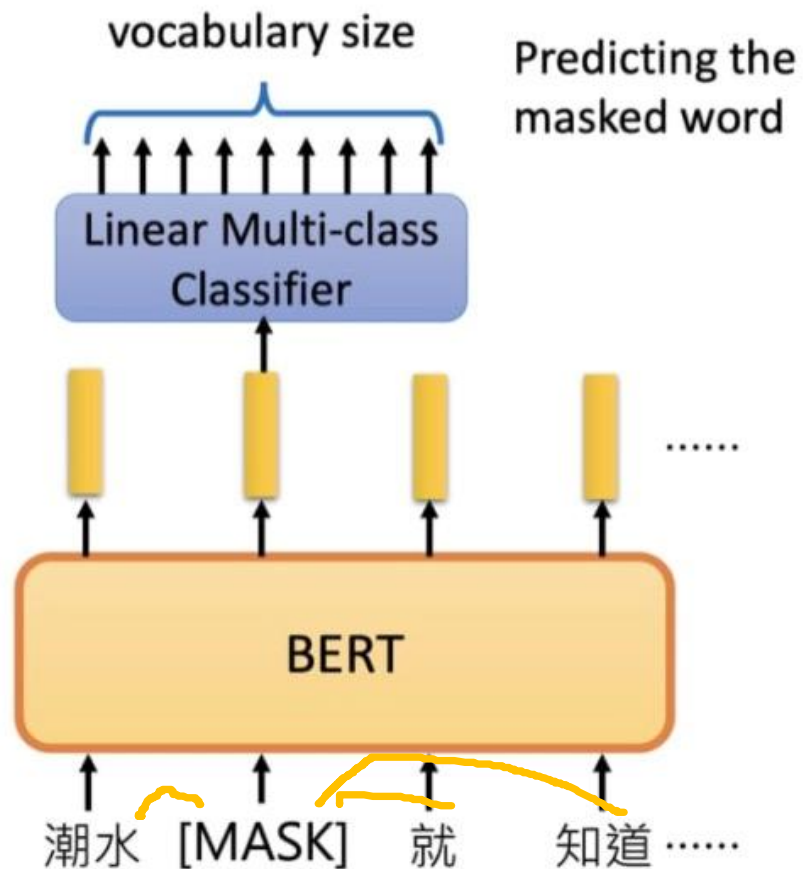 vocabulary size
Predicting the
masked word
Linear Multi-class
Classifier
......
BERT
潮水 [MASK] 就 知道 ......